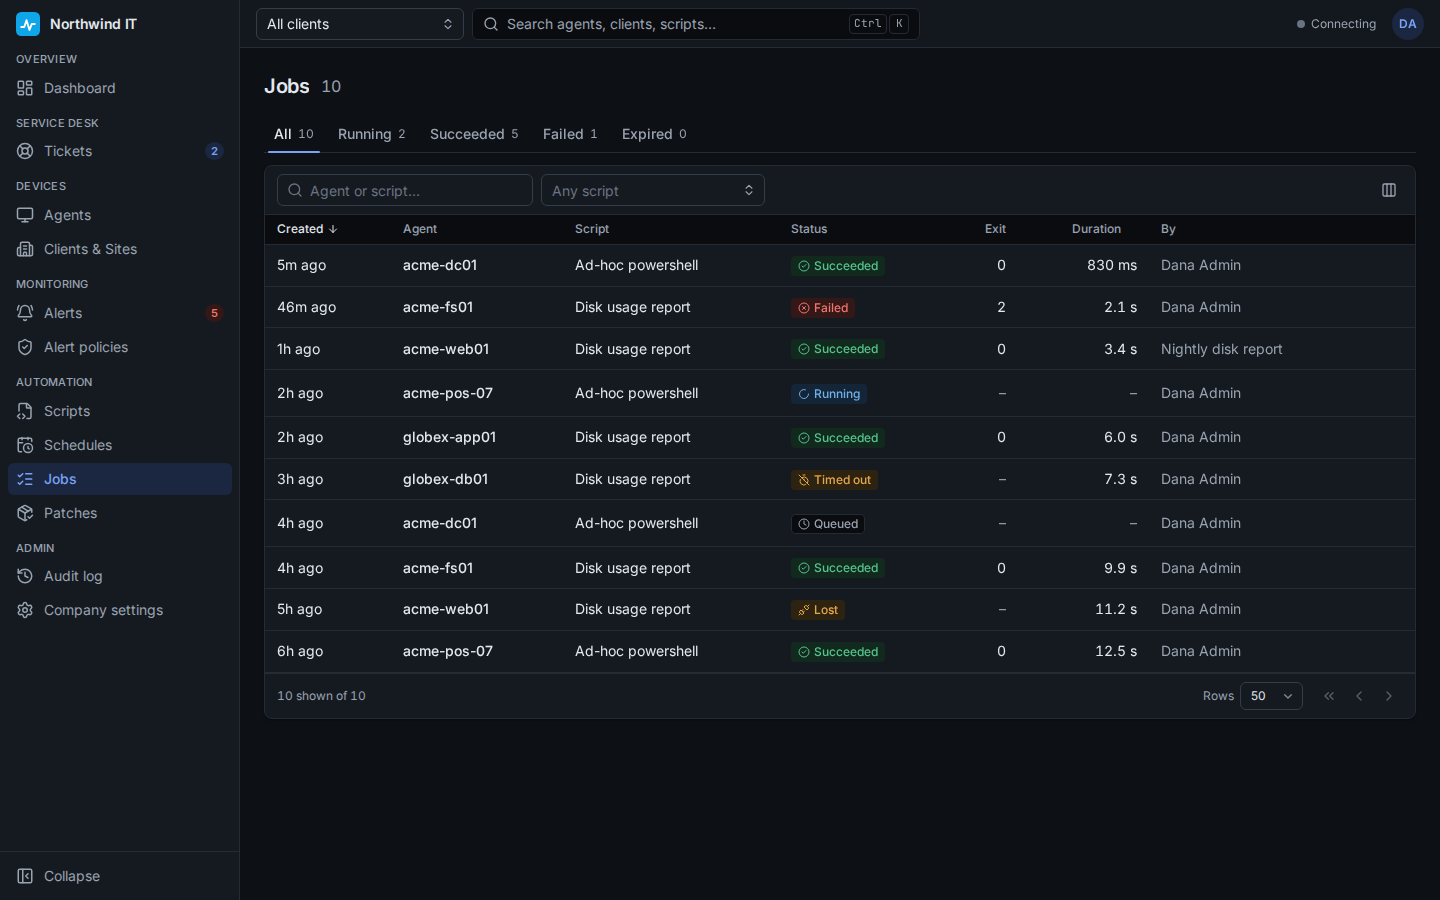 Northwind IT
OVERVIEW
Dashboard
SERVICE DESK
Tickets 2
DEVICES
Agents
Clients & Sites
MONITORING
Alerts 5
Alert policies
AUTOMATION
Scripts
Schedules
Jobs
Patches
ADMIN
Audit log
Company settings
Collapse
All clients Search agents, clients, scripts... Ctrl K Connecting DA
Jobs 10
All 10 Running 2 Succeeded 5 Failed 1 Expired 0
Agent or script... Any script
Created Agent Script Status Exit Duration By
5m ago acme-dc01 Ad-hoc powershell Succeeded 0 830 ms Dana Admin
46m ago acme-fs01 Disk usage report Failed 2 2.1 s Dana Admin
1h ago acme-web01 Disk usage report Succeeded 0 3.4 s Nightly disk report
2h ago acme-pos-07 Ad-hoc powershell Running – – Dana Admin
2h ago globex-app01 Disk usage report Succeeded 0 6.0 s Dana Admin
3h ago globex-db01 Disk usage report Timed out – 7.3 s Dana Admin
4h ago acme-dc01 Ad-hoc powershell Queued – – Dana Admin
4h ago acme-fs01 Disk usage report Succeeded 0 9.9 s Dana Admin
5h ago acme-web01 Disk usage report Lost – 11.2 s Dana Admin
6h ago acme-pos-07 Ad-hoc powershell Succeeded 0 12.5 s Dana Admin
10 shown of 10 Rows 50